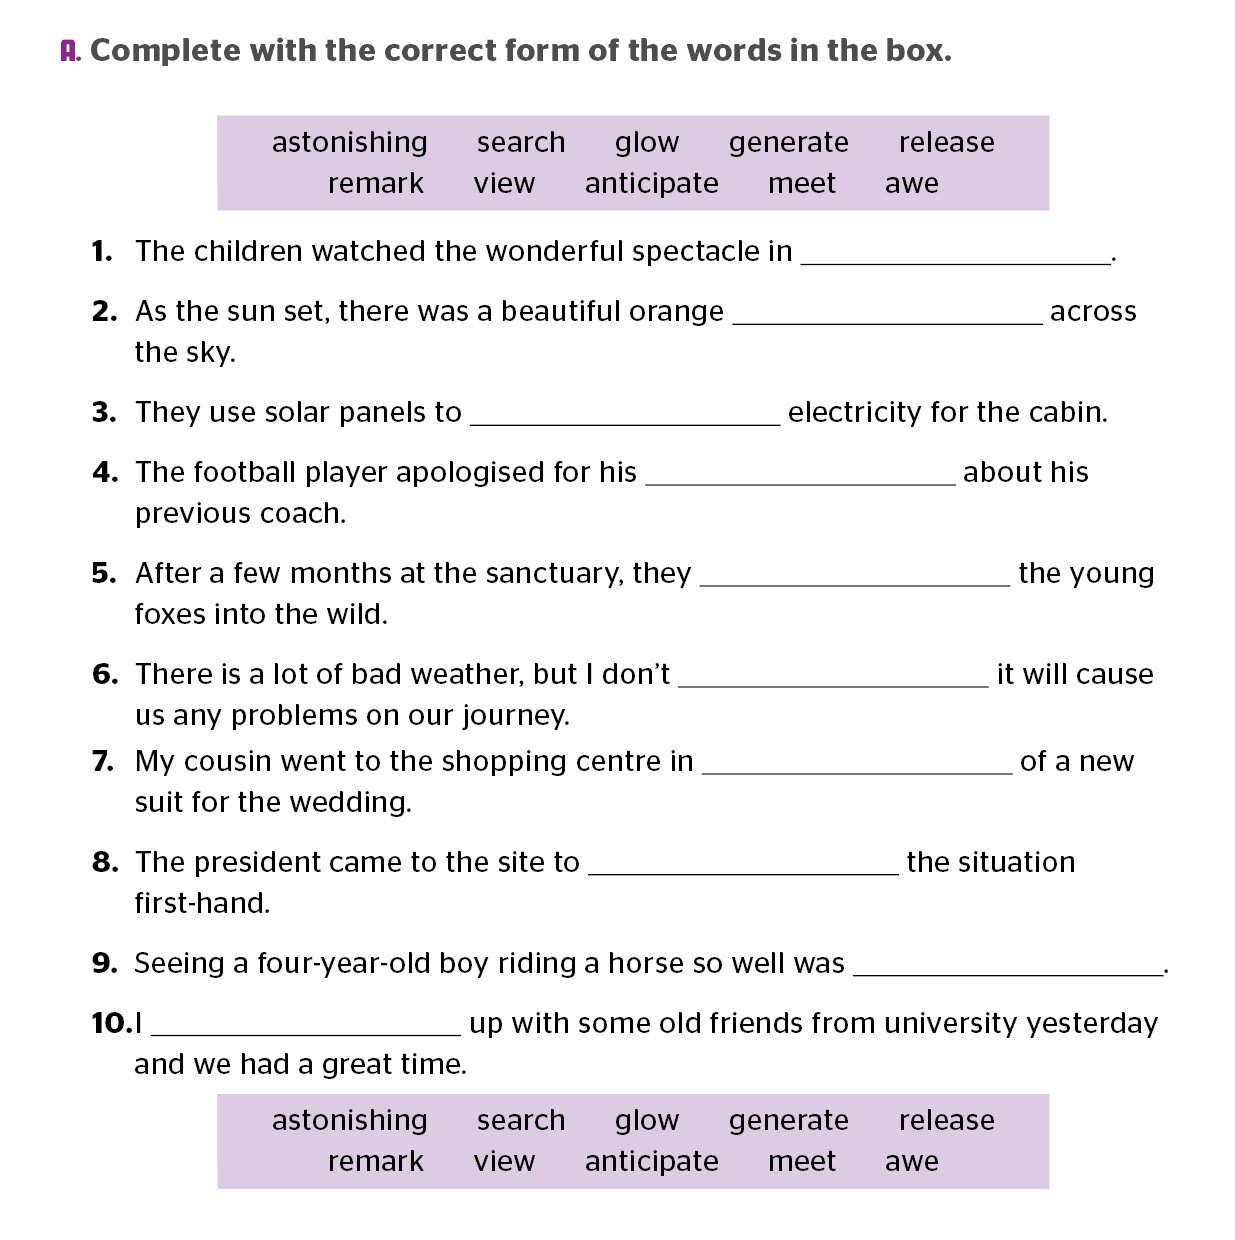 A. Complete with the correct form of the words in the box.
astonishing search glow generate release
remark view anticipate meet awe
1. The children watched the wonderful spectacle in ____________________.
2. As the sun set, there was a beautiful orange ____________________ across
the sky.
3. They use solar panels to ____________________ electricity for the cabin.
4. The football player apologised for his ____________________ about his
previous coach.
5. After a few months at the sanctuary, they ____________________ the young
foxes into the wild.
6. There is a lot of bad weather, but I don’t ____________________ it will cause
us any problems on our journey.
7. My cousin went to the shopping centre in ____________________ of a new
suit for the wedding.
8. The president came to the site to ____________________ the situation
first-hand.
9. Seeing a four-year-old boy riding a horse so well was ____________________.
10. I ____________________ up with some old friends from university yesterday
and we had a great time.
astonishing search glow generate release
remark view anticipate meet awe